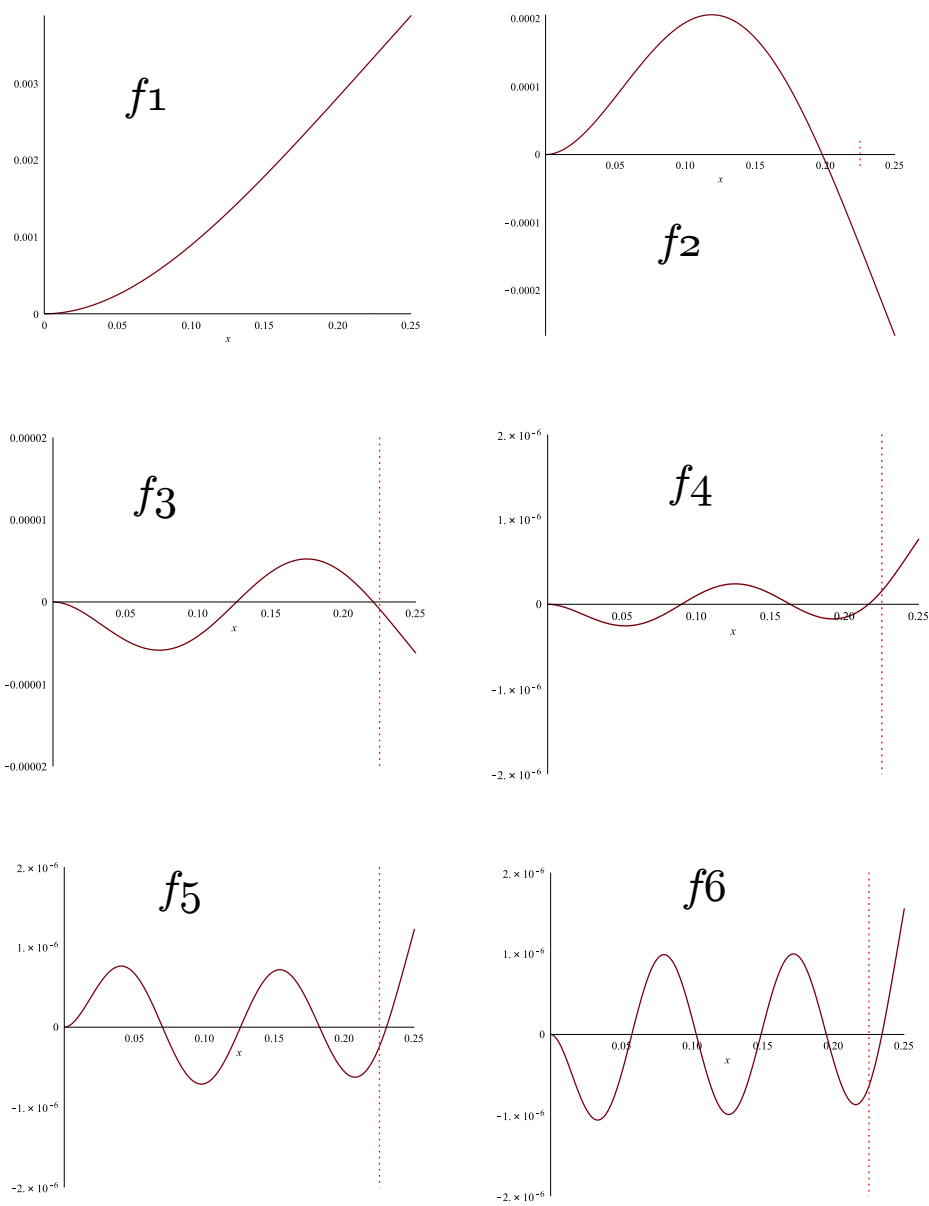 f1
0.003
0.002
0.001
0
0 0.05 0.10 0.15 0.20 0.25
x
0.0002
0.0001
0
0.05 0.10 0.15 0.20 0.25
x
f2
-0.0001
-0.0002
0.00002
f3
0.00001
0
0.05 0.10 0.15 0.20 0.25
x
-0.00001
-0.00002
2. × 10⁻⁶
f4
1. × 10⁻⁶
0
0.05 0.10 0.15 0.20 0.25
x
-1. × 10⁻⁶
-2. × 10⁻⁶
2. × 10⁻⁶
f5
1. × 10⁻⁶
0
0.05 0.10 0.15 0.20 0.25
x
-1. × 10⁻⁶
-2. × 10⁻⁶
2. × 10⁻⁶
f6
1. × 10⁻⁶
0
0.05 0.10 0.15 0.20 0.25
x
-1. × 10⁻⁶
-2. × 10⁻⁶